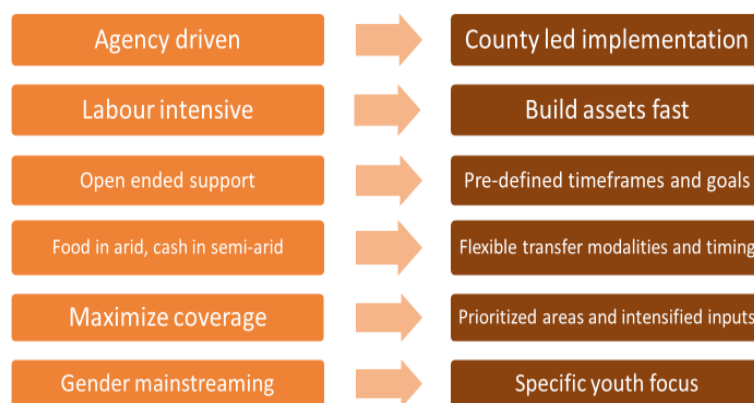 Agency driven
County led implementation
Labour intensive
Build assets fast
Open ended support
Pre-defined timeframes and goals
Food in arid, cash in semi-arid
Flexible transfer modalities and timing
Maximize coverage
Prioritized areas and intensified inputs
Gender mainstreaming
Specific youth focus